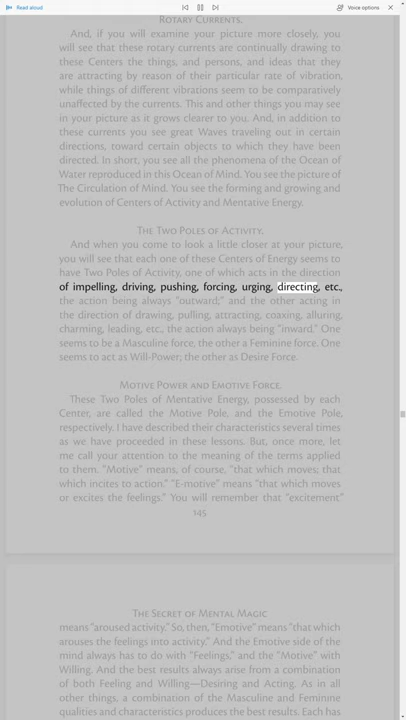 Read aloud
Voice options
Rotary Currents.
And, if you will examine your picture more closely, you
will see that these rotary currents are continually drawing to
these Centers the things, and persons, and ideas that they
are attracting by reason of their particular rate of vibration,
while things of different vibrations seem to be comparatively
unaffected by the currents. This and other things you may see
in your picture as it grows clearer to you. And, in addition to
these currents you see great Waves traveling out in certain
directions, toward certain objects to which they have been
directed. In short, you see all the phenomena of the Ocean of
Water reproduced in this Ocean of Mind. You see the picture of
The Circulation of Mind. You see the forming and growing and
evolution of Centers of Activity and Mentative Energy.
The Two Poles of Activity.
And when you come to look a little closer at your picture,
you will see that each one of these Centers of Energy seems to
have Two Poles of Activity, one of which acts in the direction
of impelling, driving, pushing, forcing, urging, directing, etc.,
the action being always "outward;" and the other acting in
the direction of drawing, pulling, attracting, coaxing, alluring,
charming, leading, etc., the action always being "inward." One
seems to be a Masculine force, the other a Feminine force. One
seems to act as Will-Power; the other as Desire Force.
Motive Power and Emotive Force.
These Two Poles of Mentative Energy, possessed by each
Center, are called the Motive Pole, and the Emotive Pole,
respectively. I have described their characteristics several times
as we have proceeded in these lessons. But, once more, let
me call your attention to the meaning of the terms applied
to them. "Motive" means, of course, "that which moves; that
which incites to action." "E-motive" means "that which moves
or excites the feelings." You will remember that "excitement"
145
The Secret of Mental Magic
means "aroused activity." So, then, "Emotive" means "that which
arouses the feelings into activity." And the Emotive side of the
mind always has to do with "Feelings," and the "Motive" with
Willing. And the best results always arise from a combination
of both Feeling and Willing—Desiring and Acting. As in all
other things, a combination of the Masculine and Feminine
qualities and characteristics produces the best results. Each has